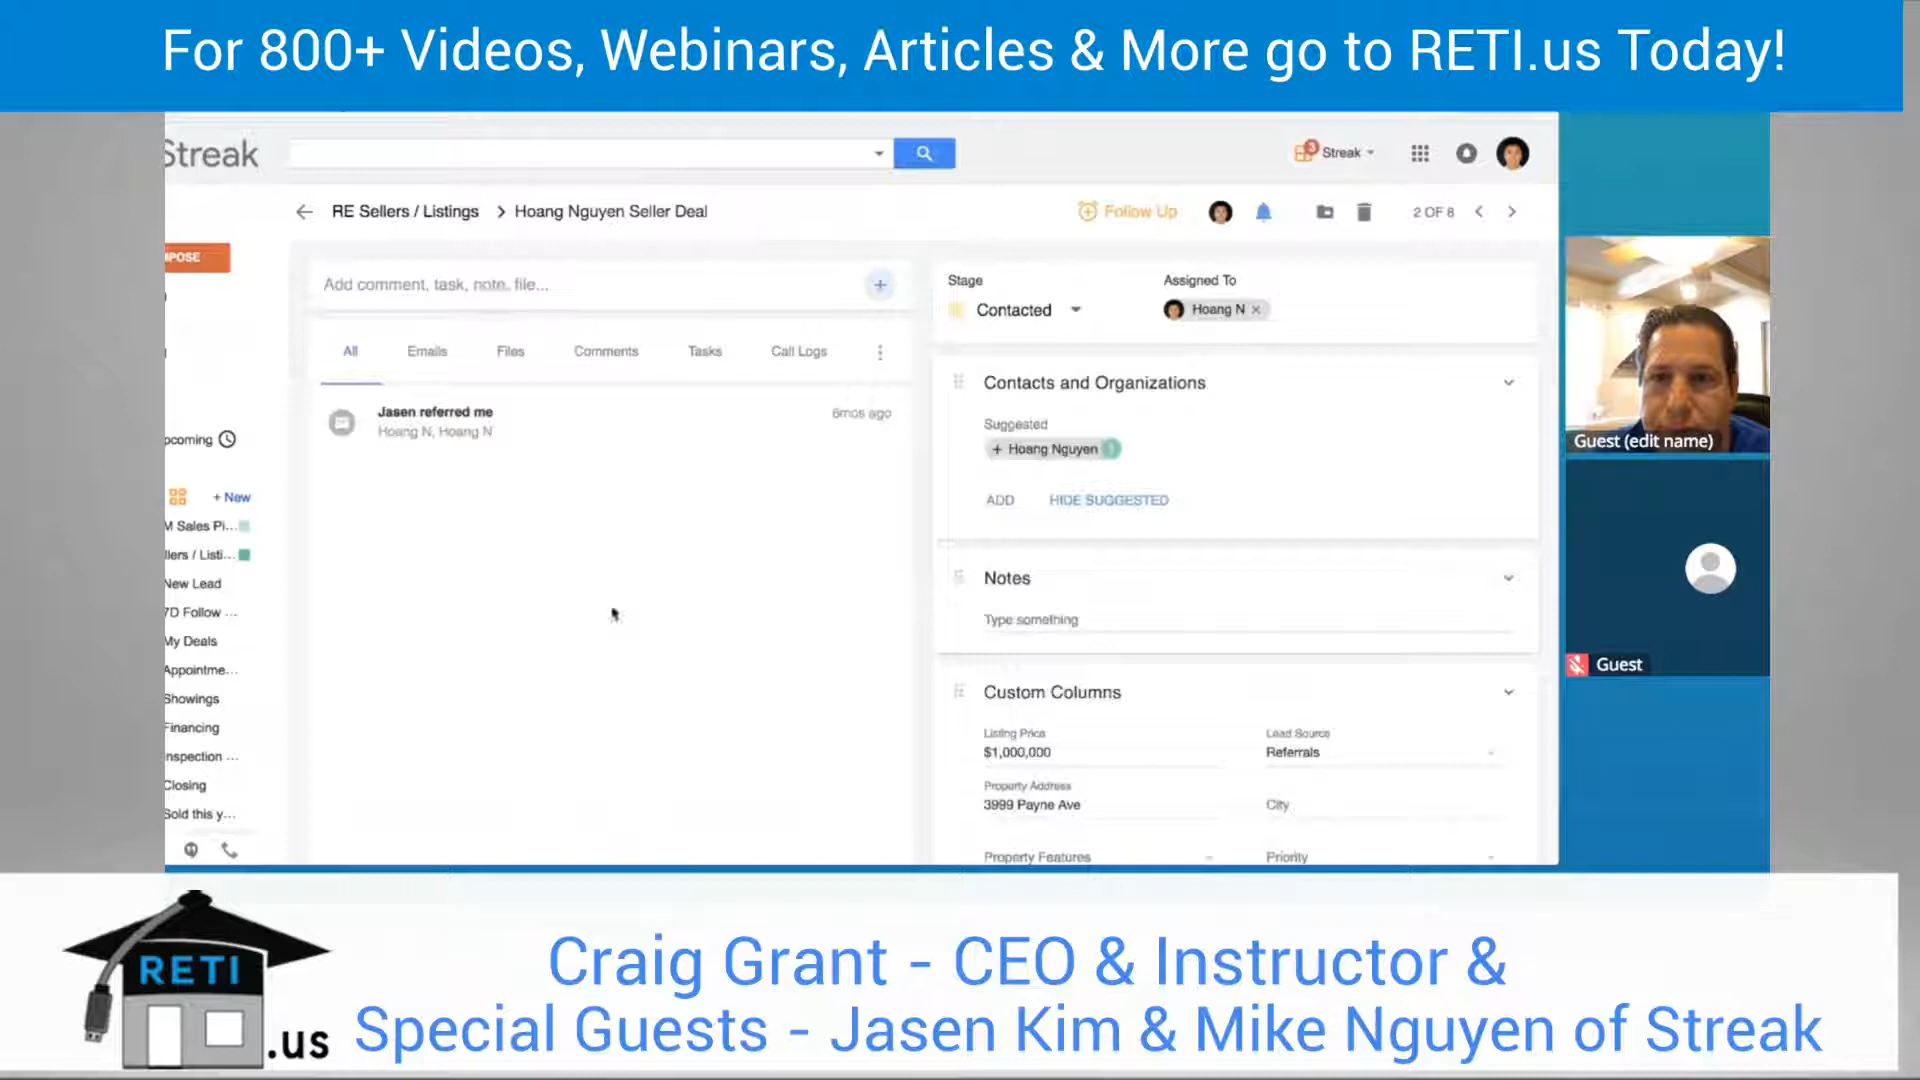 For 800+ Videos, Webinars, Articles & More go to RETI.us Today!
Streak
3
Streak
RE Sellers / Listings > Hoang Nguyen Seller Deal
Follow Up
2 OF 8
POSE
Add comment, task, note, file...
+
Stage
Assigned To
Contacted
Hoang N ×
All
Emails
Files
Comments
Tasks
Call Logs
Contacts and Organizations
Jasen referred me
6mos ago
Hoang N, Hoang N
Suggested
+ Hoang Nguyen
Guest (edit name)
pcoming
+ New
ADD
HIDE SUGGESTED
M Sales Pi...
llers / Listi...
New Lead
7D Follow ...
My Deals
Appointme...
Showings
Financing
nspection ...
Closing
Sold this y...
Notes
Type something
Guest
Custom Columns
Listing Price
Lead Source
$1,000,000
Referrals
Property Address
3999 Payne Ave
City
Property Features
Priority
RETI
.us
Craig Grant - CEO & Instructor &
Special Guests - Jasen Kim & Mike Nguyen of Streak